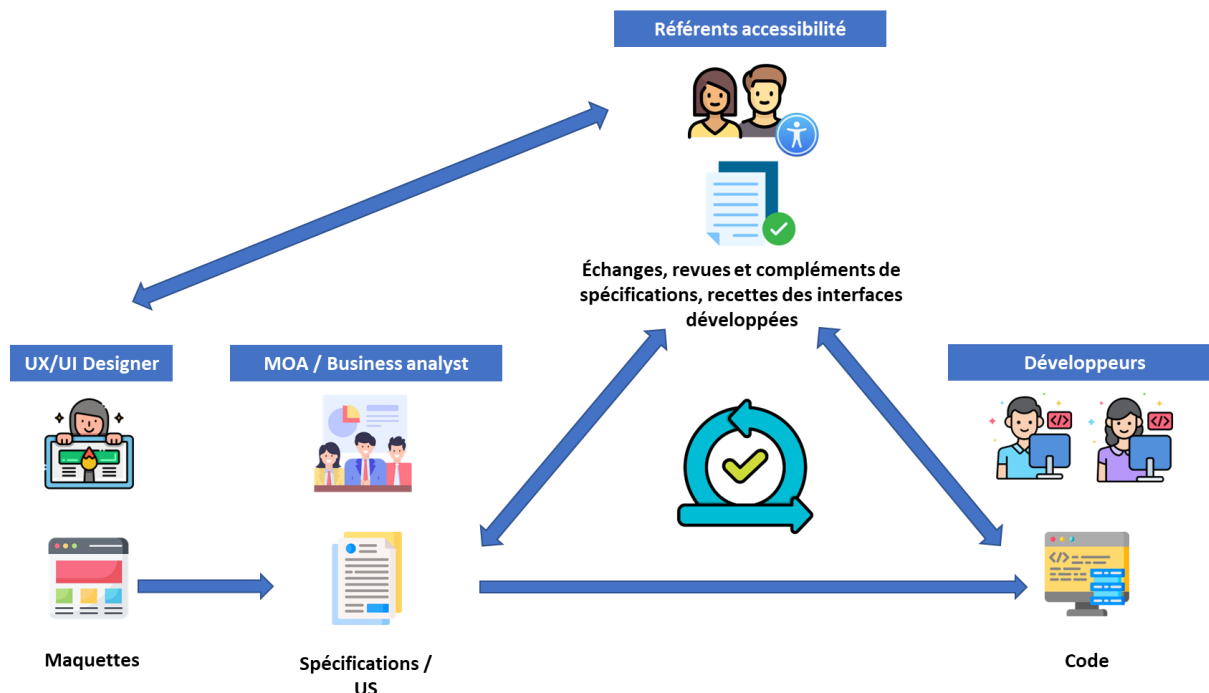 Référents accessibilité
Échanges, revues et compléments de
spécifications, recettes des interfaces
développées
UX/UI Designer
MOA / Business analyst
Développeurs
</>
</>
</>
Maquettes
Spécifications /
US
Code